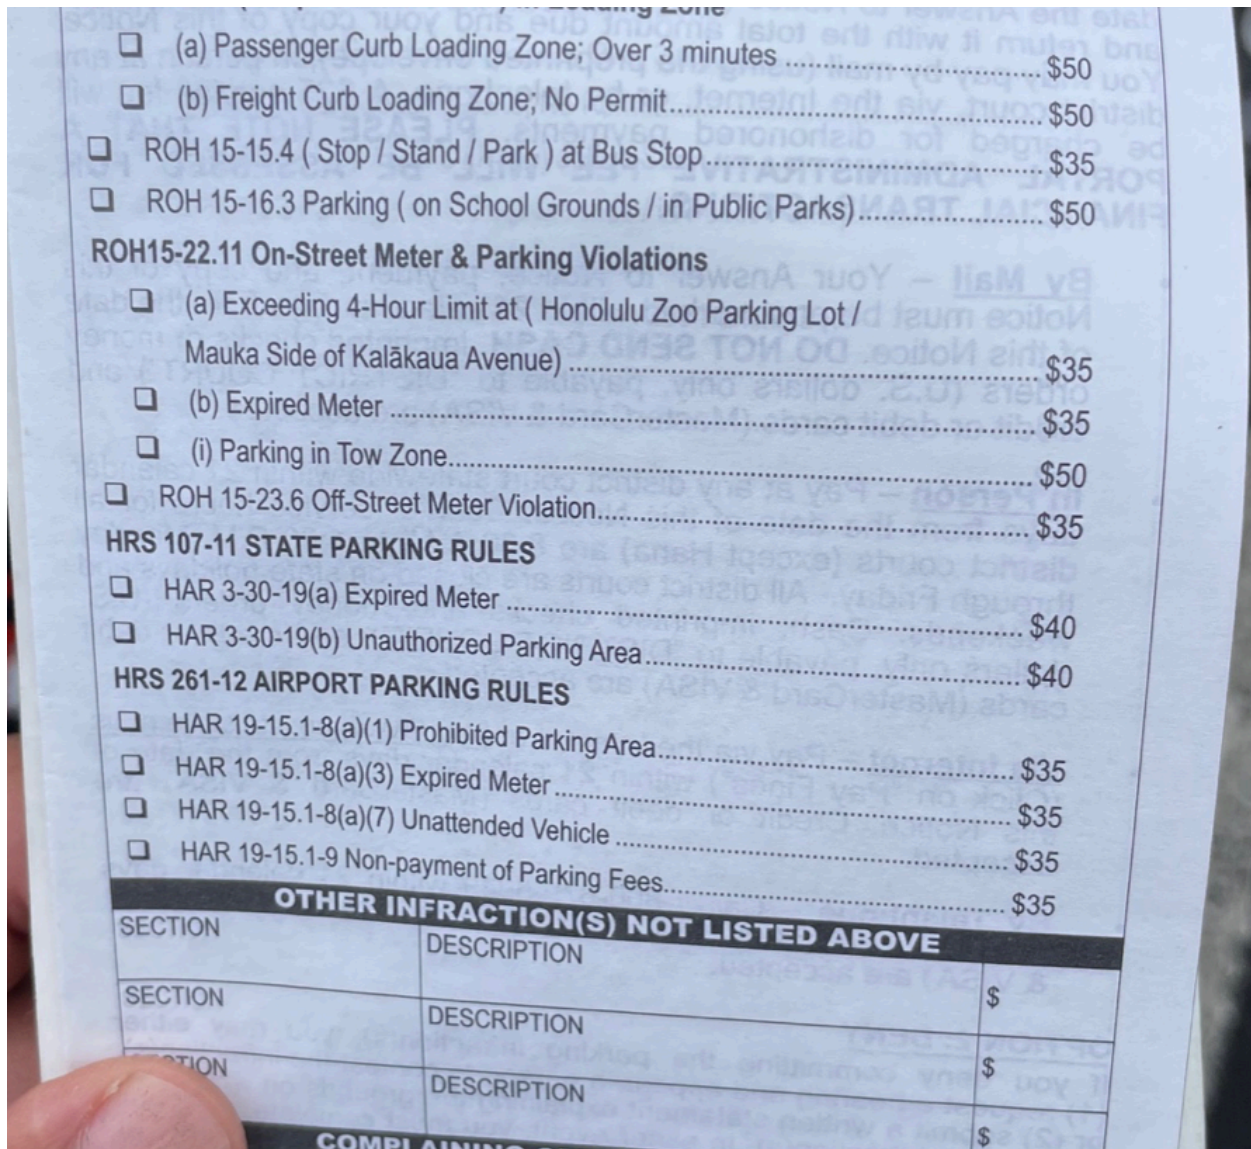 Loading Zone
❑ (a) Passenger Curb Loading Zone; Over 3 minutes ........ $50
❑ (b) Freight Curb Loading Zone; No Permit ........ $50
❑ ROH 15-15.4 ( Stop / Stand / Park ) at Bus Stop ........ $35
❑ ROH 15-16.3 Parking ( on School Grounds / in Public Parks) ........ $50
ROH15-22.11 On-Street Meter & Parking Violations
❑ (a) Exceeding 4-Hour Limit at ( Honolulu Zoo Parking Lot /
Mauka Side of Kalākaua Avenue) ........ $35
❑ (b) Expired Meter ........ $35
❑ (i) Parking in Tow Zone ........ $50
❑ ROH 15-23.6 Off-Street Meter Violation ........ $35
HRS 107-11 STATE PARKING RULES
❑ HAR 3-30-19(a) Expired Meter ........ $40
❑ HAR 3-30-19(b) Unauthorized Parking Area ........ $40
HRS 261-12 AIRPORT PARKING RULES
❑ HAR 19-15.1-8(a)(1) Prohibited Parking Area ........ $35
❑ HAR 19-15.1-8(a)(3) Expired Meter ........ $35
❑ HAR 19-15.1-8(a)(7) Unattended Vehicle ........ $35
❑ HAR 19-15.1-9 Non-payment of Parking Fees ........ $35
OTHER INFRACTION(S) NOT LISTED ABOVE
SECTION DESCRIPTION $
SECTION DESCRIPTION $
SECTION DESCRIPTION $